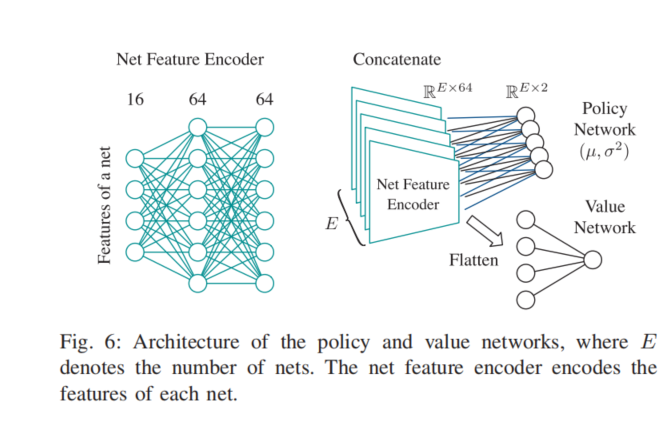 Net Feature Encoder
16 64 64
Features of a net
Concatenate
ℝ^{E×64} ℝ^{E×2}
Policy
Network
(μ, σ²)
Net Feature
Encoder
E
Flatten
Value
Network
Fig. 6: Architecture of the policy and value networks, where E
denotes the number of nets. The net feature encoder encodes the
features of each net.